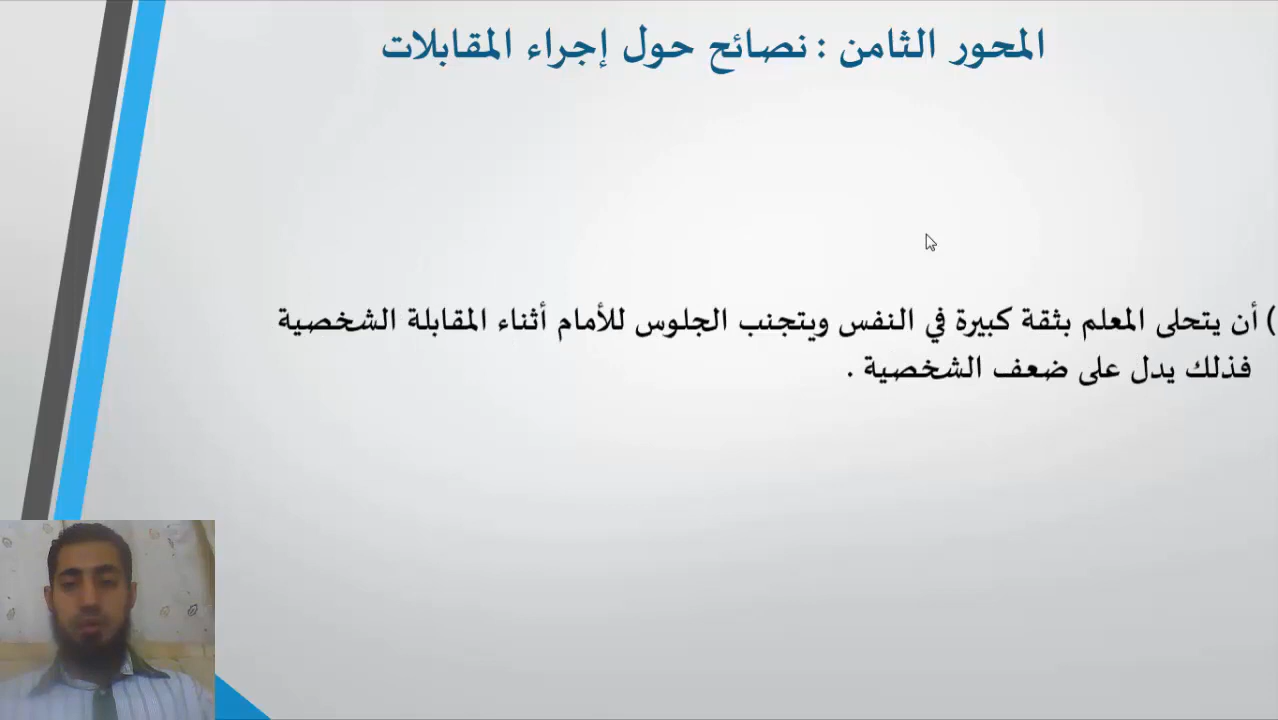 المحور الثامن : نصائح حول إجراء المقابلات
) أن يتحلى المعلم بثقة كبيرة في النفس ويتجنب الجلوس للأمام أثناء المقابلة الشخصية
فذلك يدل على ضعف الشخصية .